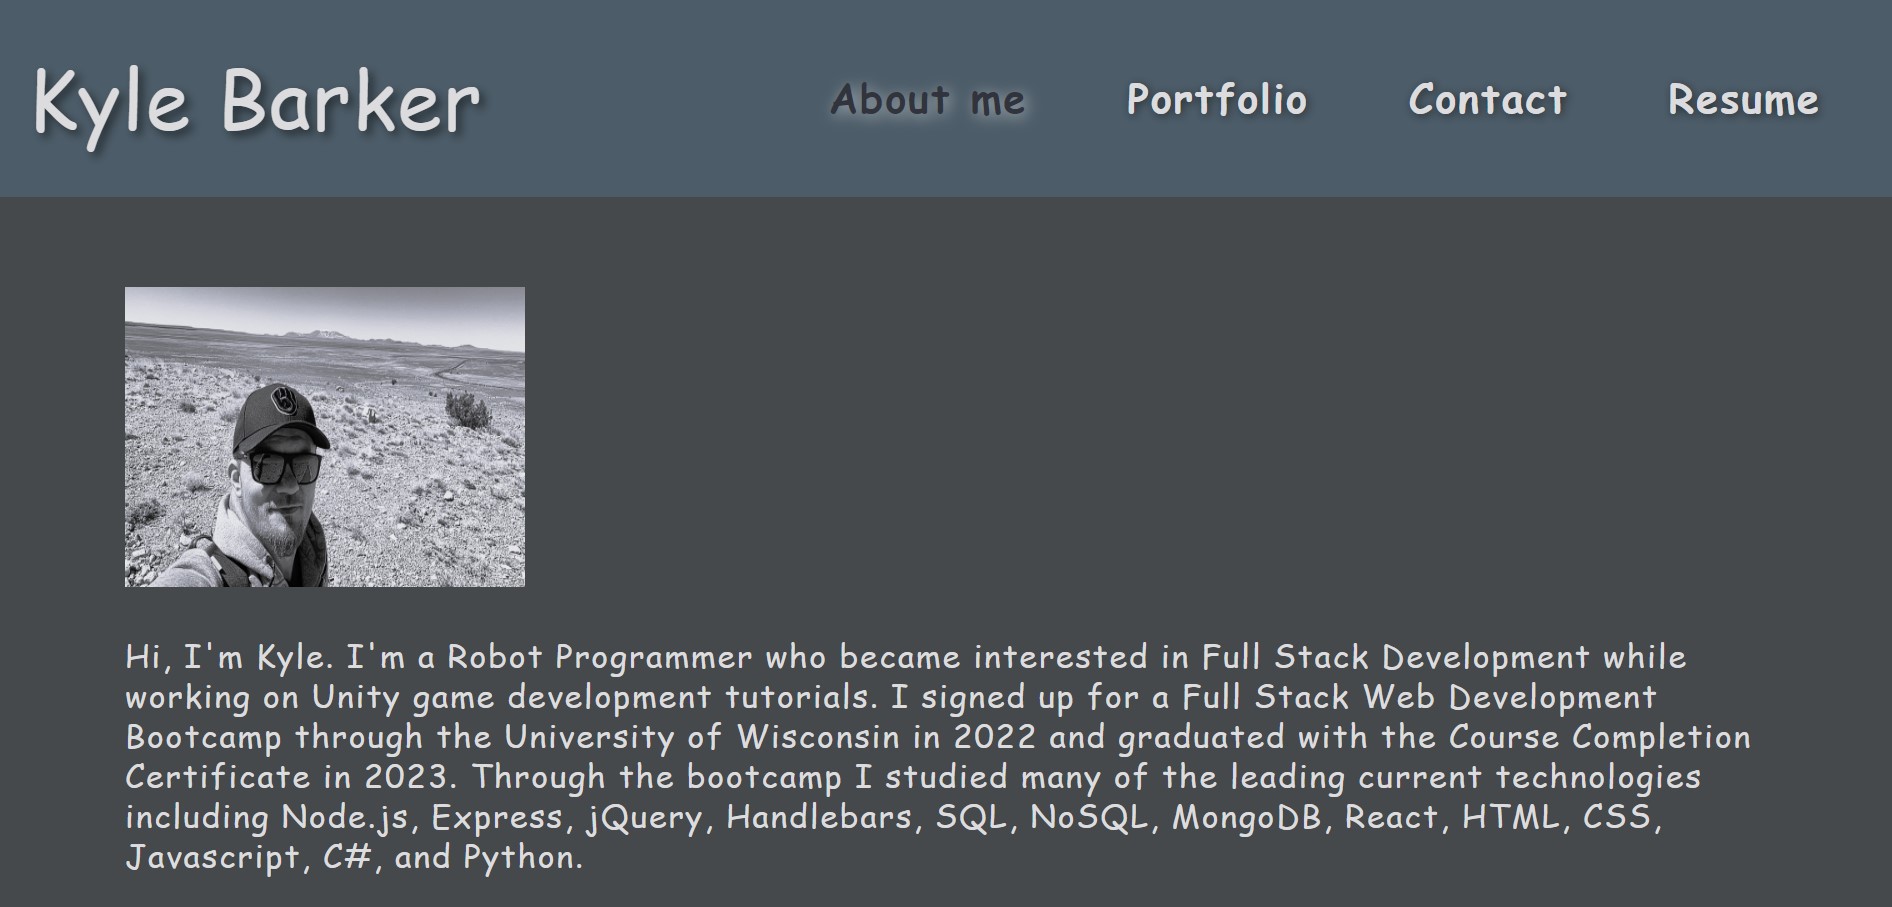 Kyle Barker
About me
Portfolio
Contact
Resume
Hi, I'm Kyle. I'm a Robot Programmer who became interested in Full Stack Development while
working on Unity game development tutorials. I signed up for a Full Stack Web Development
Bootcamp through the University of Wisconsin in 2022 and graduated with the Course Completion
Certificate in 2023. Through the bootcamp I studied many of the leading current technologies
including Node.js, Express, jQuery, Handlebars, SQL, NoSQL, MongoDB, React, HTML, CSS,
Javascript, C#, and Python.